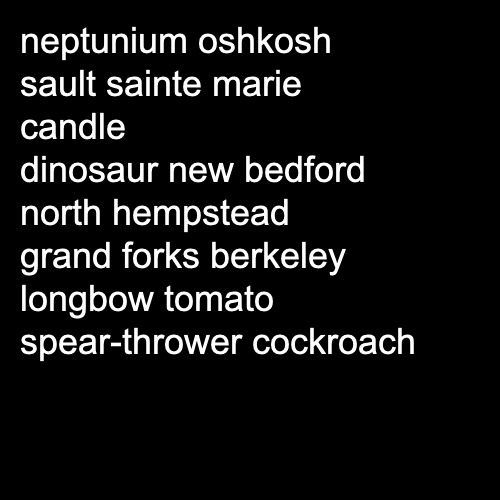 neptunium oshkosh
sault sainte marie
candle
dinosaur new bedford
north hempstead
grand forks berkeley
longbow tomato
spear-thrower cockroach